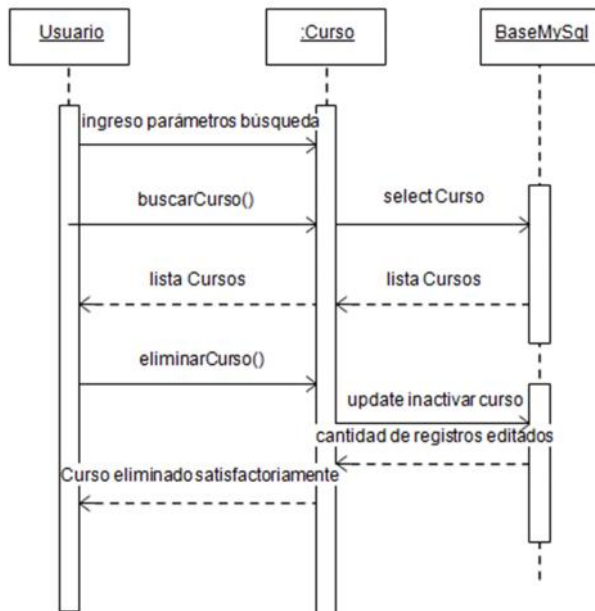 Usuario
:Curso
BaseMySql
ingreso parámetros búsqueda
buscarCurso()
select Curso
lista Cursos
lista Cursos
eliminarCurso()
update inactivar curso
cantidad de registros editados
Curso eliminado satisfactoriamente